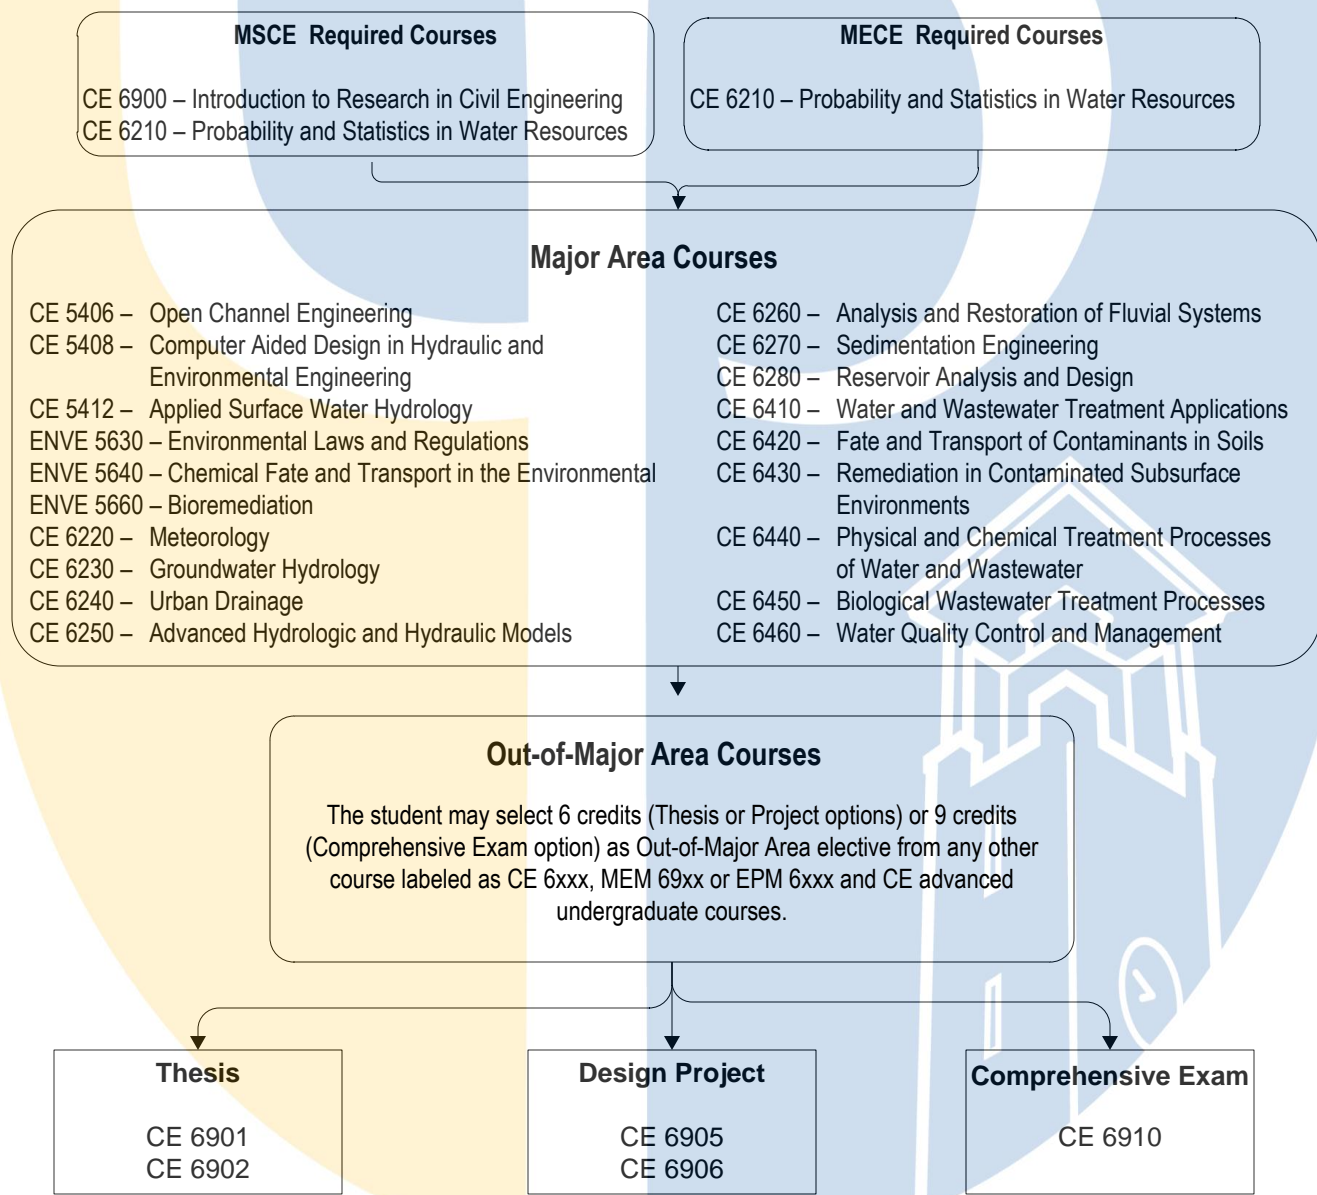 MSCE Required Courses
CE 6900 – Introduction to Research in Civil Engineering
CE 6210 – Probability and Statistics in Water Resources
MECE Required Courses
CE 6210 – Probability and Statistics in Water Resources
Major Area Courses
CE 5406 – Open Channel Engineering
CE 5408 – Computer Aided Design in Hydraulic and
Environmental Engineering
CE 5412 – Applied Surface Water Hydrology
ENVE 5630 – Environmental Laws and Regulations
ENVE 5640 – Chemical Fate and Transport in the Environmental
ENVE 5660 – Bioremediation
CE 6220 – Meteorology
CE 6230 – Groundwater Hydrology
CE 6240 – Urban Drainage
CE 6250 – Advanced Hydrologic and Hydraulic Models
CE 6260 – Analysis and Restoration of Fluvial Systems
CE 6270 – Sedimentation Engineering
CE 6280 – Reservoir Analysis and Design
CE 6410 – Water and Wastewater Treatment Applications
CE 6420 – Fate and Transport of Contaminants in Soils
CE 6430 – Remediation in Contaminated Subsurface
Environments
CE 6440 – Physical and Chemical Treatment Processes
of Water and Wastewater
CE 6450 – Biological Wastewater Treatment Processes
CE 6460 – Water Quality Control and Management
Out-of-Major Area Courses
The student may select 6 credits (Thesis or Project options) or 9 credits
(Comprehensive Exam option) as Out-of-Major Area elective from any other
course labeled as CE 6xxx, MEM 69xx or EPM 6xxx and CE advanced
undergraduate courses.
Thesis
CE 6901
CE 6902
Design Project
CE 6905
CE 6906
Comprehensive Exam
CE 6910